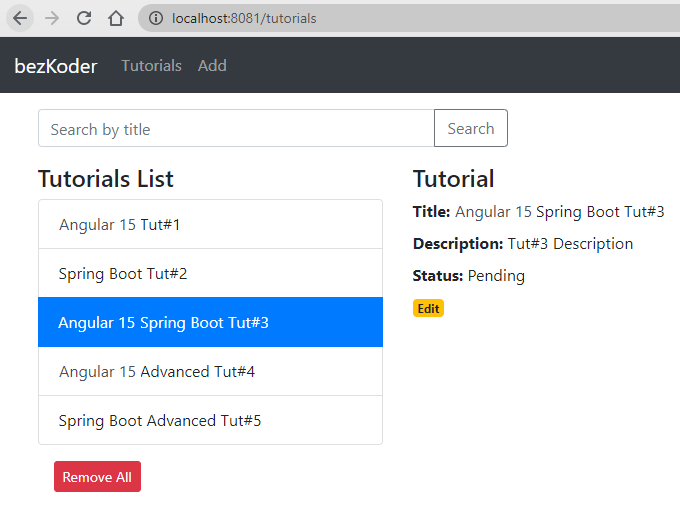 localhost:8081/tutorials
bezKoder Tutorials Add
Search by title Search
Tutorials List
Angular 15 Tut#1
Spring Boot Tut#2
Angular 15 Spring Boot Tut#3
Angular 15 Advanced Tut#4
Spring Boot Advanced Tut#5
Remove All
Tutorial
Title: Angular 15 Spring Boot Tut#3
Description: Tut#3 Description
Status: Pending
Edit